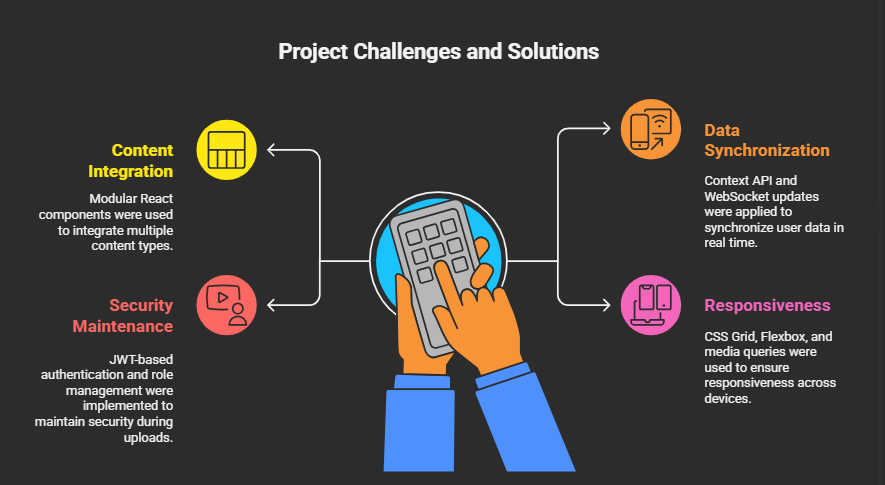 Project Challenges and Solutions
Content
Integration
Modular React
components were used
to integrate multiple
content types.
Security
Maintenance
JWT-based
authentication and role
management were
implemented to
maintain security during
uploads.
Data
Synchronization
Context API and
WebSocket updates
were applied to
synchronize user data in
real time.
Responsiveness
CSS Grid, Flexbox, and
media queries were
used to ensure
responsiveness across
devices.